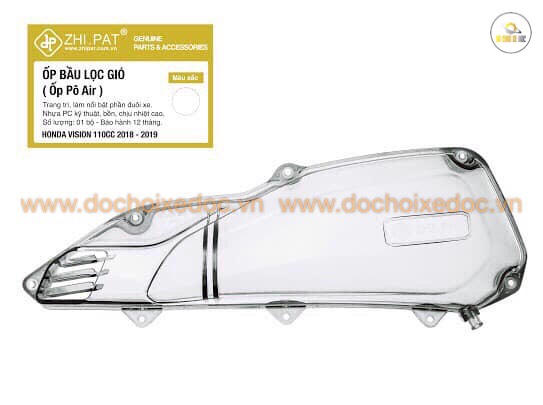 ZHI.PAT®
www.zhipat.com.vn
GENUINE
PARTS & ACCESSORIES
ỐP BẦU LỌC GIÓ
( Ốp Pô Air )
Màu sắc
Trang trí, làm nổi bật phần đuôi xe.
Nhựa PC kỹ thuật, bền, chịu nhiệt cao.
Số lượng: 01 bộ - Bảo hành 12 tháng.
HONDA VISION 110CC 2018 - 2019
www.dochoixedoc.vn www.dochoixedoc.vn
ZHI.PAT